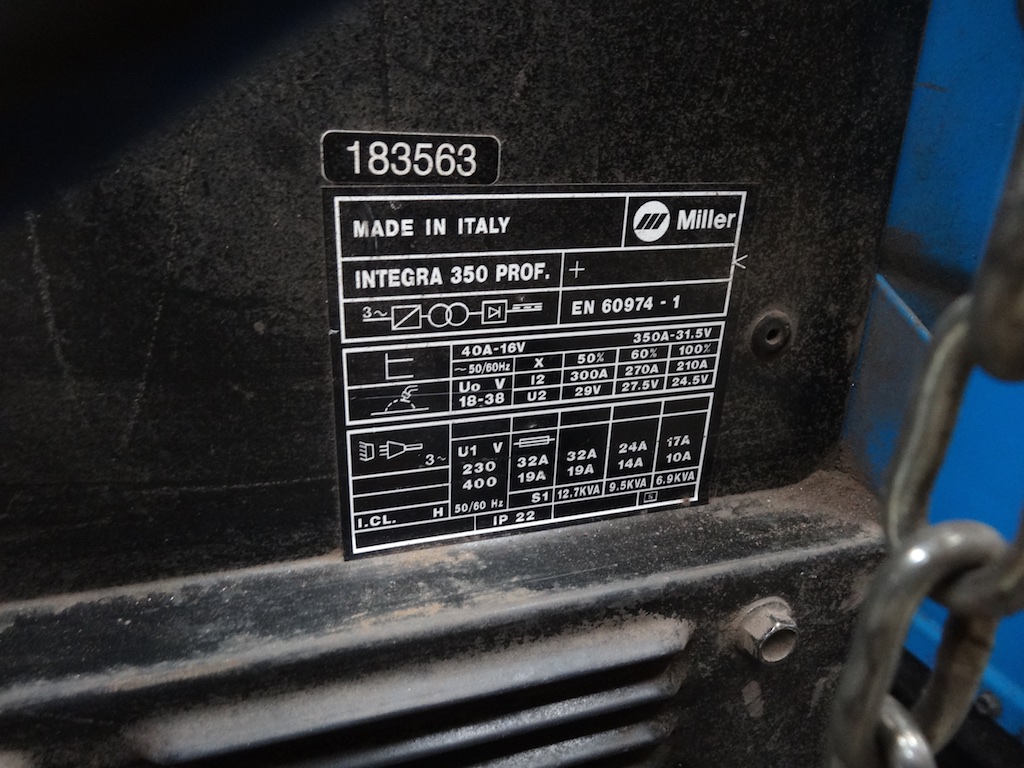 183563
MADE IN ITALY Miller
INTEGRA 350 PROF. +
3~ EN 60974 - 1
40A-16V 350A-31.5V
~ 50/60Hz X 50% 60% 100%
U₀ V I2 300A 270A 210A
18-38 U2 29V 27.5V 24.5V
3~ U1 V
230 32A 32A 24A 17A
400 19A 19A 14A 10A
S1 12.7KVA 9.5KVA 6.9KVA
I.CL. H 50/60 Hz IP 22 S